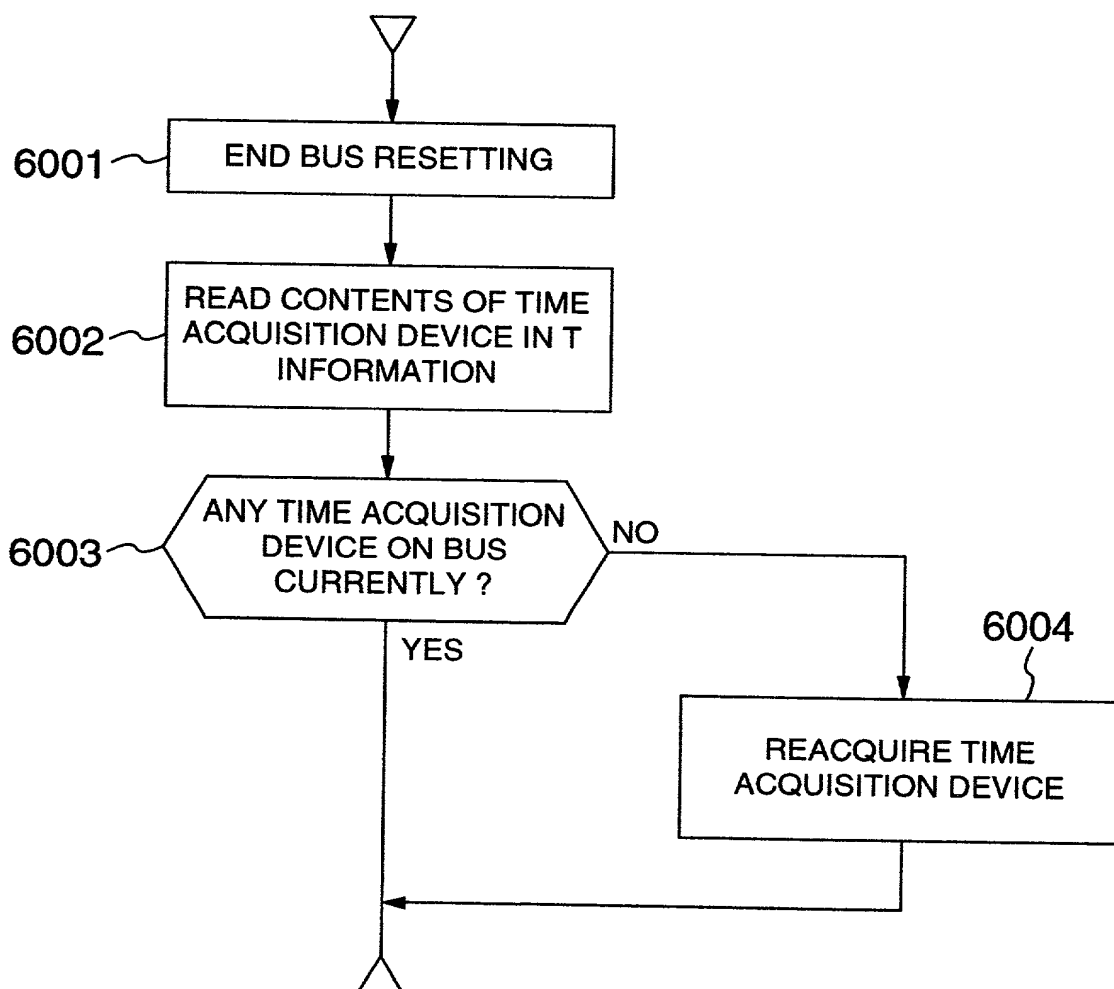 6001
END BUS RESETTING
6002
READ CONTENTS OF TIME
ACQUISITION DEVICE IN T
INFORMATION
6003
ANY TIME ACQUISITION
DEVICE ON BUS
CURRENTLY ?
NO
YES
6004
REACQUIRE TIME
ACQUISITION DEVICE